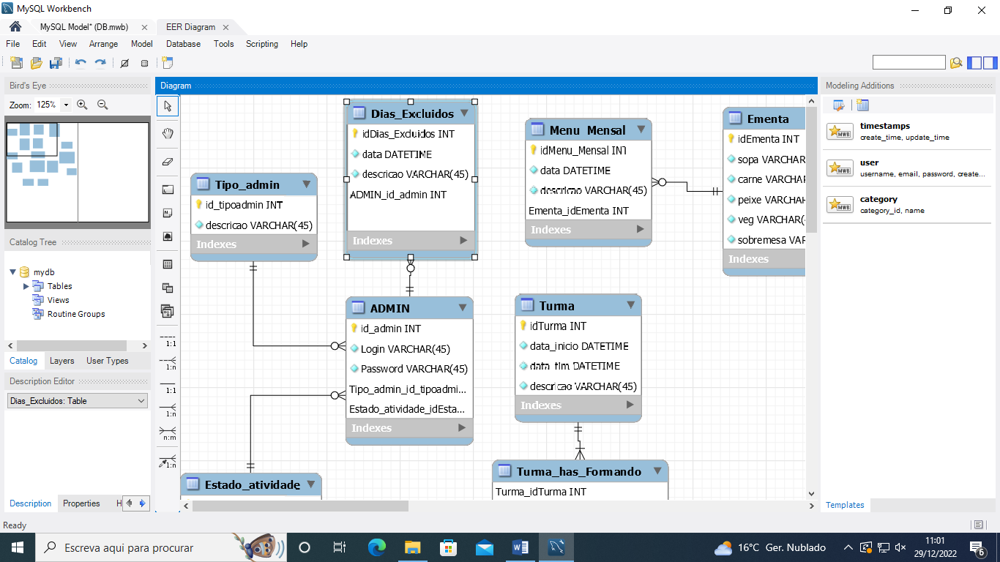 MySQL Workbench
MySQL Model* (DB.mwb)
EER Diagram
File Edit View Arrange Model Database Tools Scripting Help
Bird's Eye
Zoom: 125%
Catalog Tree
mydb
Tables
Views
Routine Groups
Catalog Layers User Types
Description Editor
Dias_Excluidos: Table
Description Properties H
Ready
Diagram
1:1
1:n
1:1
1:n
n:m
1:n
Dias_Excluidos
idDias_Excluidos INT
data DATETIME
descricao VARCHAR(45)
ADMIN_id_admin INT
Indexes
Menu_Mensal
idMenu_Mensal INT
data DATETIME
descricao VARCHAR(45)
Ementa_idEmenta INT
Indexes
Ementa
idEmenta INT
sopa VARCHAR
carne VARCHAR
peixe VARCHAR
veg VARCHAR(
sobremesa VAR
Indexes
Tipo_admin
id_tipoadmin INT
descricao VARCHAR(45)
Indexes
ADMIN
id_admin INT
Login VARCHAR(45)
Password VARCHAR(45)
Tipo_admin_id_tipoadmi...
Estado_atividade_idEsta...
Indexes
Turma
idTurma INT
data_inicio DATETIME
data_fim DATETIME
descricao VARCHAR(45)
Indexes
Estado_atividade
Turma_has_Formando
Turma_idTurma INT
Modeling Additions
timestamps
create_time, update_time
user
username, email, password, create...
category
category_id, name
MWB
MWB
MWB
Templates
Escreva aqui para procurar
16°C Ger. Nublado
11:01
29/12/2022
6